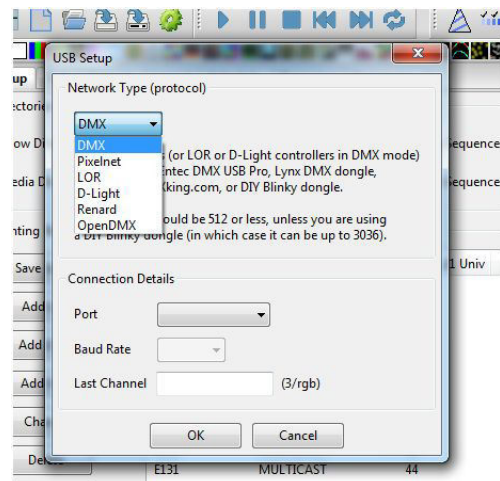 USB Setup
up
Network Type (protocol)
DMX
DMX
Pixelnet
LOR
D-Light
Renard
OpenDMX
(or LOR or D-Light controllers in DMX mode)
Entec DMX USB Pro, Lynx DMX dongle,
king.com, or DIY Blinky dongle.
ould be 512 or less, unless you are using
a DIY Blinky dongle (in which case it can be up to 3036).
ectorie
ow Di
Sequence
edia D
Sequence
nting
Save
1 Univ
Connection Details
Add
Port
Add
Baud Rate
Add
Last Channel
(3/rgb)
Cha
OK
Cancel
De
E131
MULTICAST
44